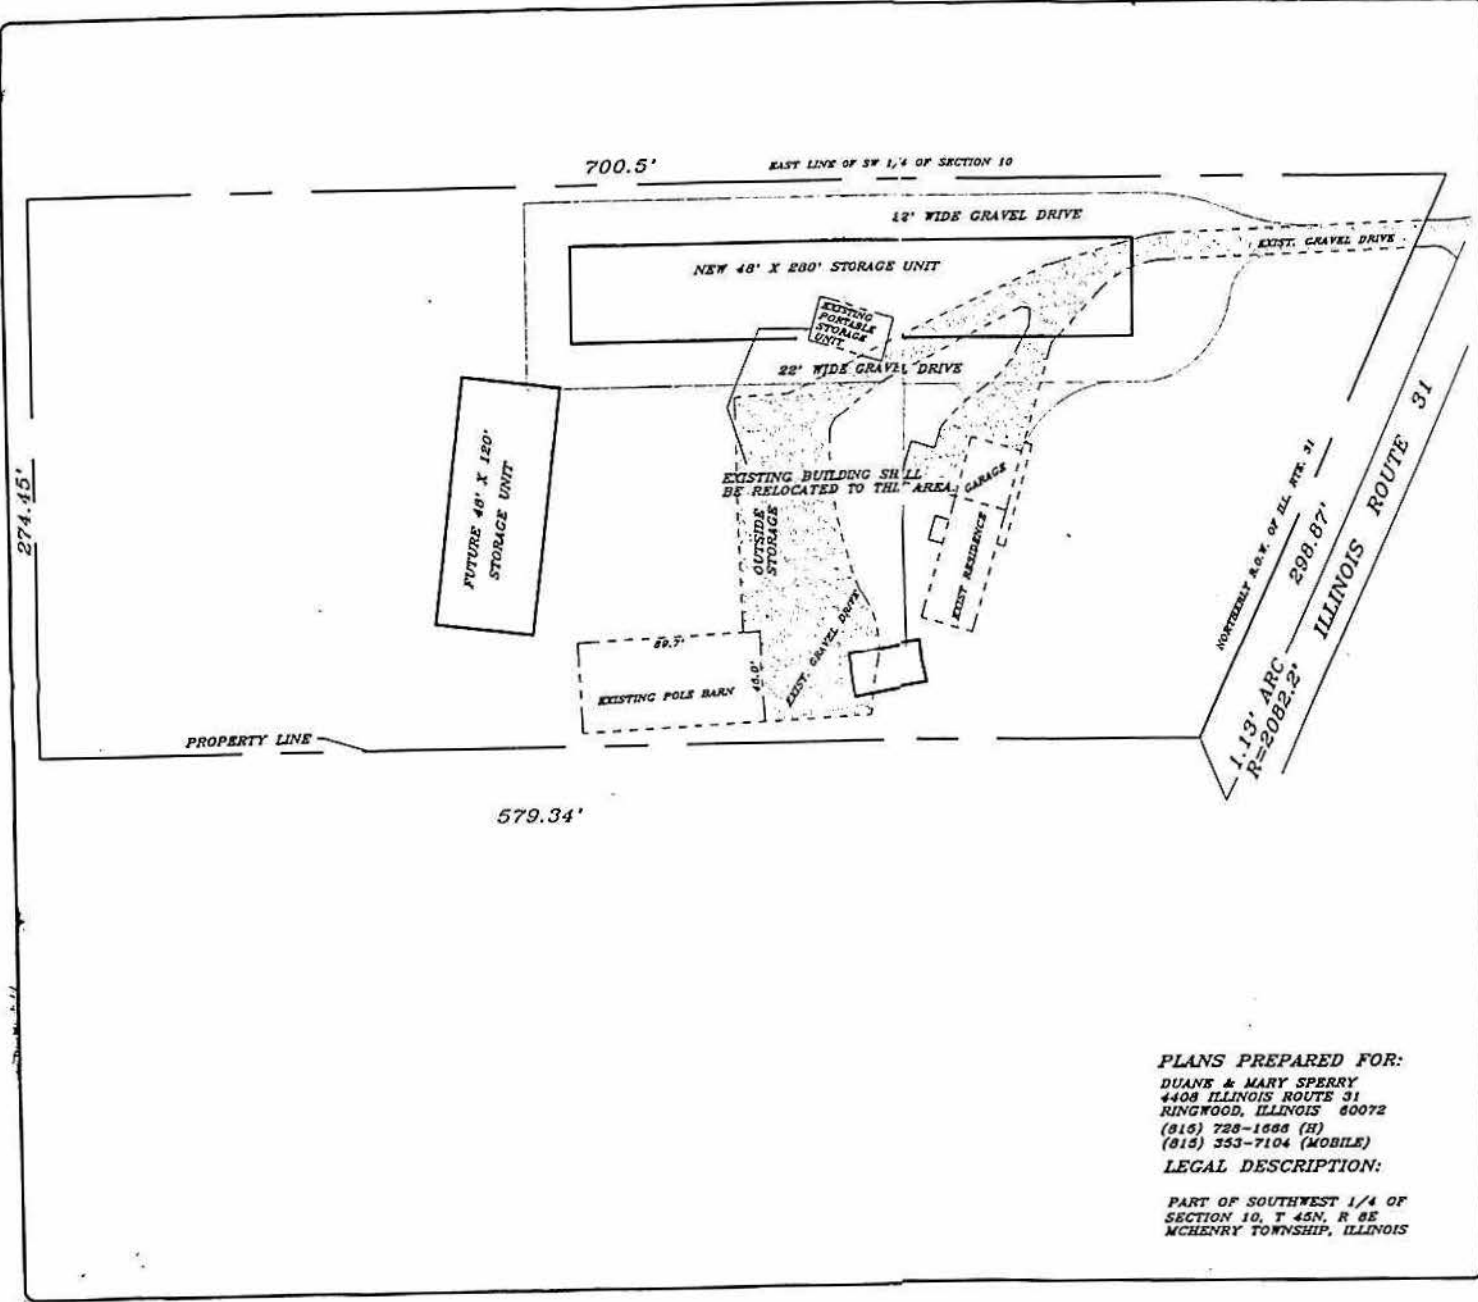 700.5'
EAST LINE OF SW 1/4 OF SECTION 10
12' WIDE GRAVEL DRIVE
EXIST. GRAVEL DRIVE
NEW 48' X 280' STORAGE UNIT
EXISTING
PORTABLE
STORAGE
UNIT
22' WIDE GRAVEL DRIVE
FUTURE 48' X 120'
STORAGE UNIT
274.45'
EXISTING BUILDING SH LL
BE RELOCATED TO THI AREA
GARAGE
OUTSIDE
STORAGE
EXIST RESIDENCE
EXIST. GRAVEL DRIVE
EXISTING POLE BARN
PROPERTY LINE
579.34'
NORTHERLY R.O.W. OF ILL. RTE. 31
298.87'
ILLINOIS ROUTE 31
1.13' ARC
R=2082.2'
PLANS PREPARED FOR:
DUANE & MARY SPERRY
4408 ILLINOIS ROUTE 31
RINGWOOD, ILLINOIS 60072
(815) 728-1668 (H)
(815) 353-7104 (MOBILE)
LEGAL DESCRIPTION:
PART OF SOUTHWEST 1/4 OF
SECTION 10, T 45N, R 8E
MCHENRY TOWNSHIP, ILLINOIS